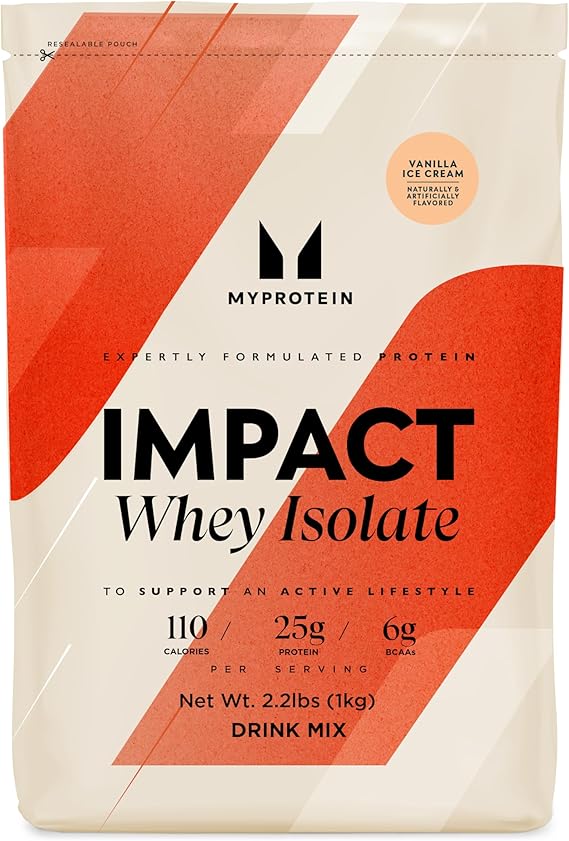 RESEALABLE POUCH
VANILLA
ICE CREAM
NATURALLY &
ARTIFICIALLY
FLAVORED
MYPROTEIN
EXPERTLY FORMULATED PROTEIN
IMPACT
Whey Isolate
TO SUPPORT AN ACTIVE LIFESTYLE
110 / 25g / 6g
CALORIES PROTEIN BCAAs
PER SERVING
Net Wt. 2.2lbs (1kg)
DRINK MIX